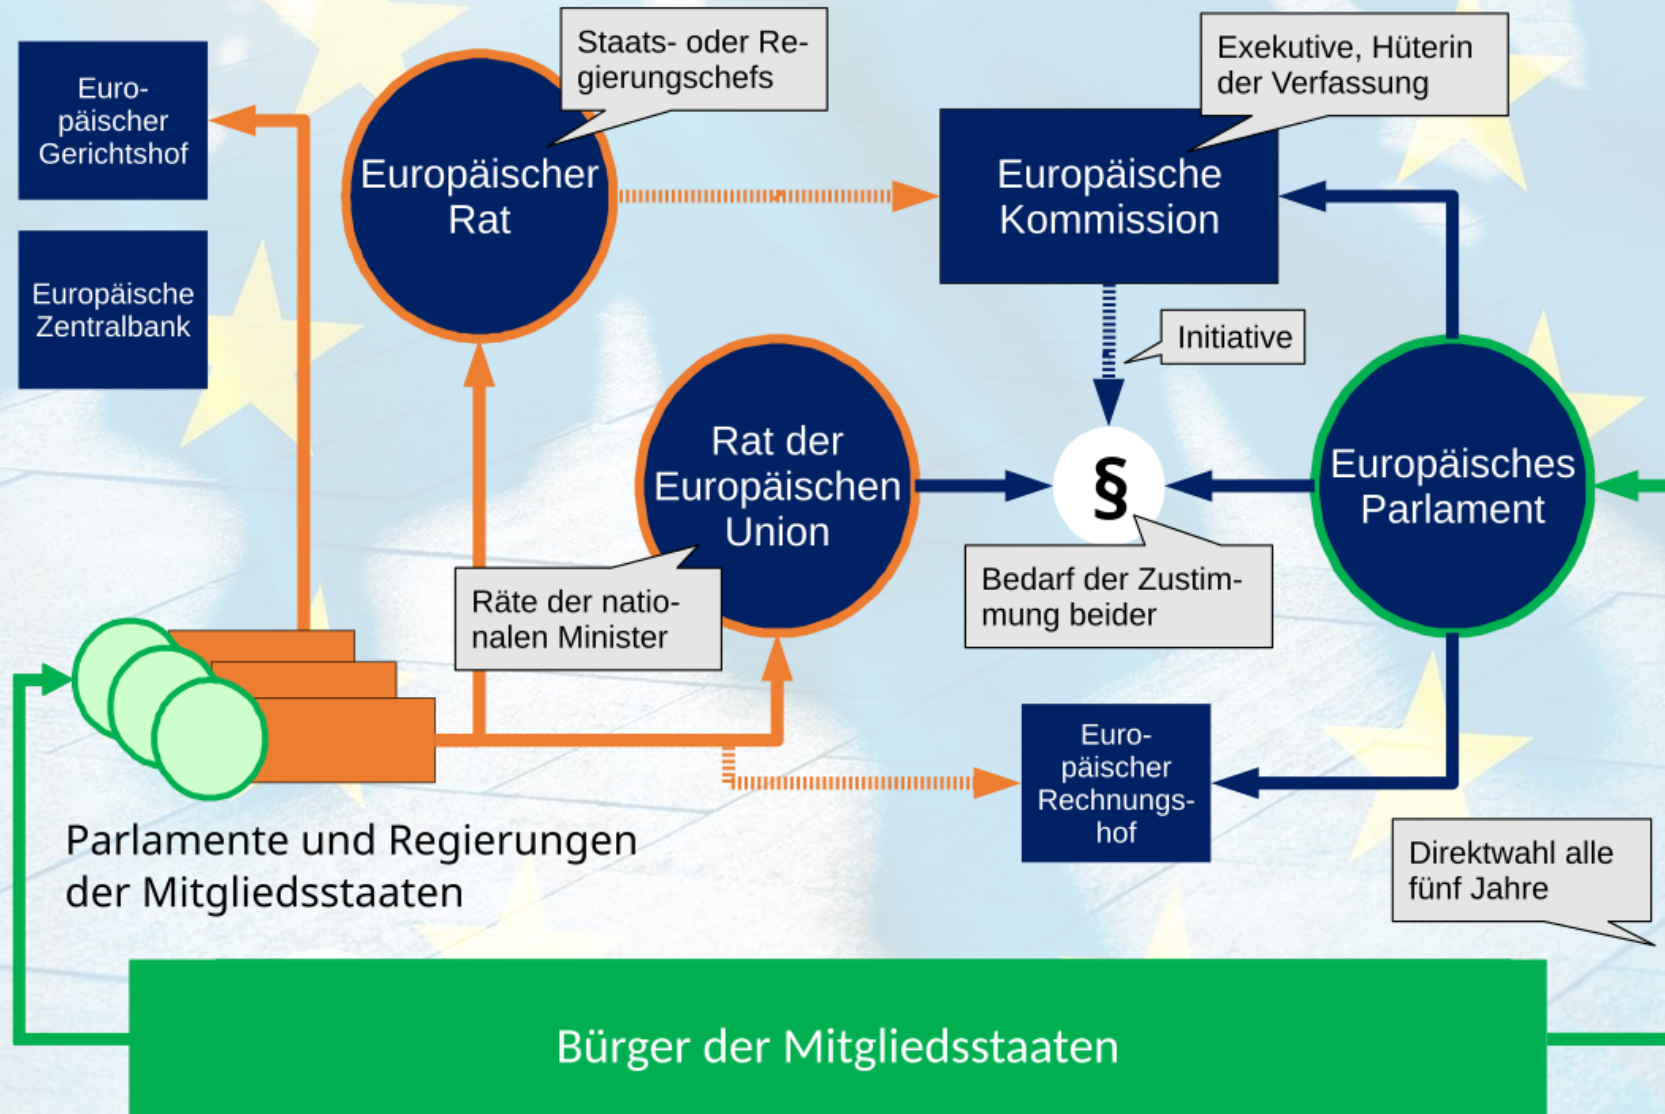 Euro-
päischer
Gerichtshof
Europäische
Zentralbank
Staats- oder Re-
gierungschefs
Europäischer
Rat
Exekutive, Hüterin
der Verfassung
Europäische
Kommission
Initiative
Rat der
Europäischen
Union
§
Europäisches
Parlament
Räte der natio-
nalen Minister
Bedarf der Zustim-
mung beider
Euro-
päischer
Rechnungs-
hof
Parlamente und Regierungen
der Mitgliedsstaaten
Direktwahl alle
fünf Jahre
Bürger der Mitgliedsstaaten